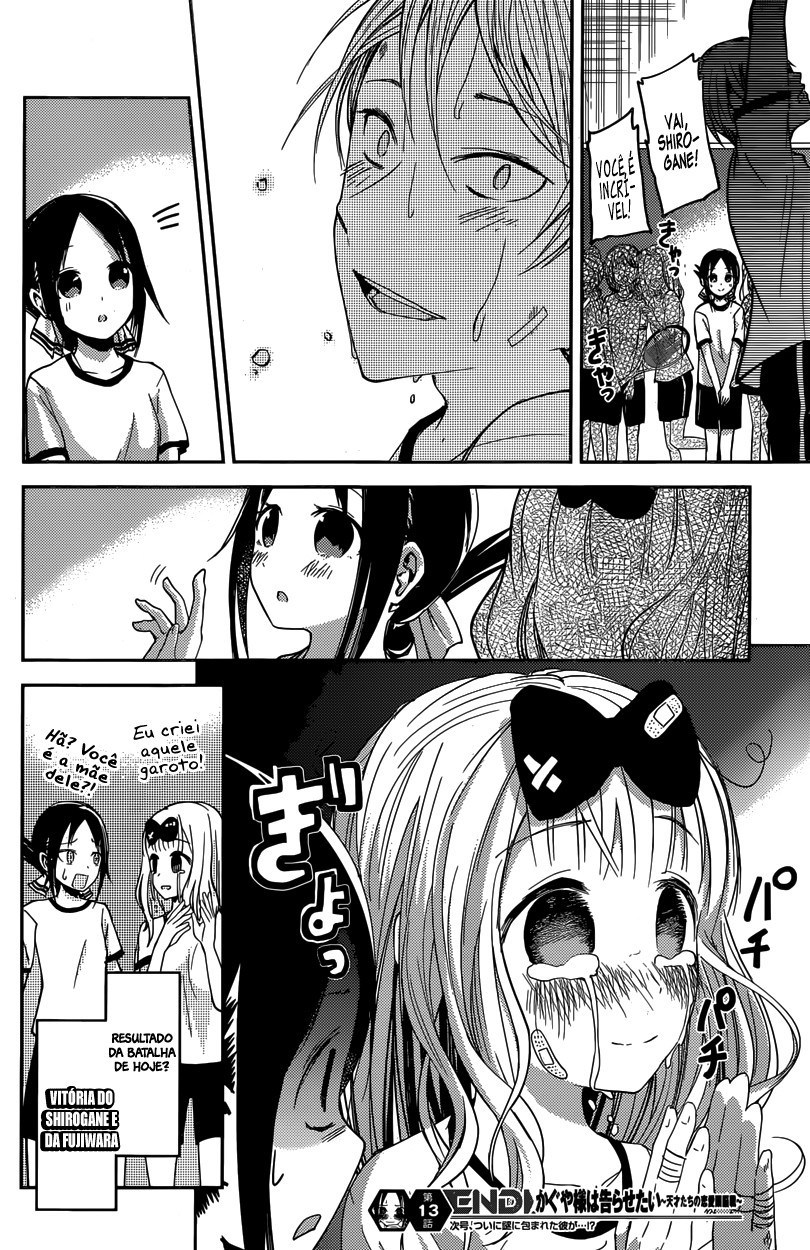 VAI,
SHIRO-
GANE!
VOCÊ É
INCRÍ-
VEL!
きゃっ
きゃっ
Eu criei
aquele
garoto!
Hã? Você
é a mãe
dele?!
ぎょっ
パチ
パチ
RESULTADO
DA BATALHA
DE HOJE?
VITÓRIA DO
SHIROGANE E
DA FUJIWARA
第
13
話
END
かぐや様は告らせたい~天才たちの恋愛頭脳戦~
次号、ついに謎に包まれた彼が…!?